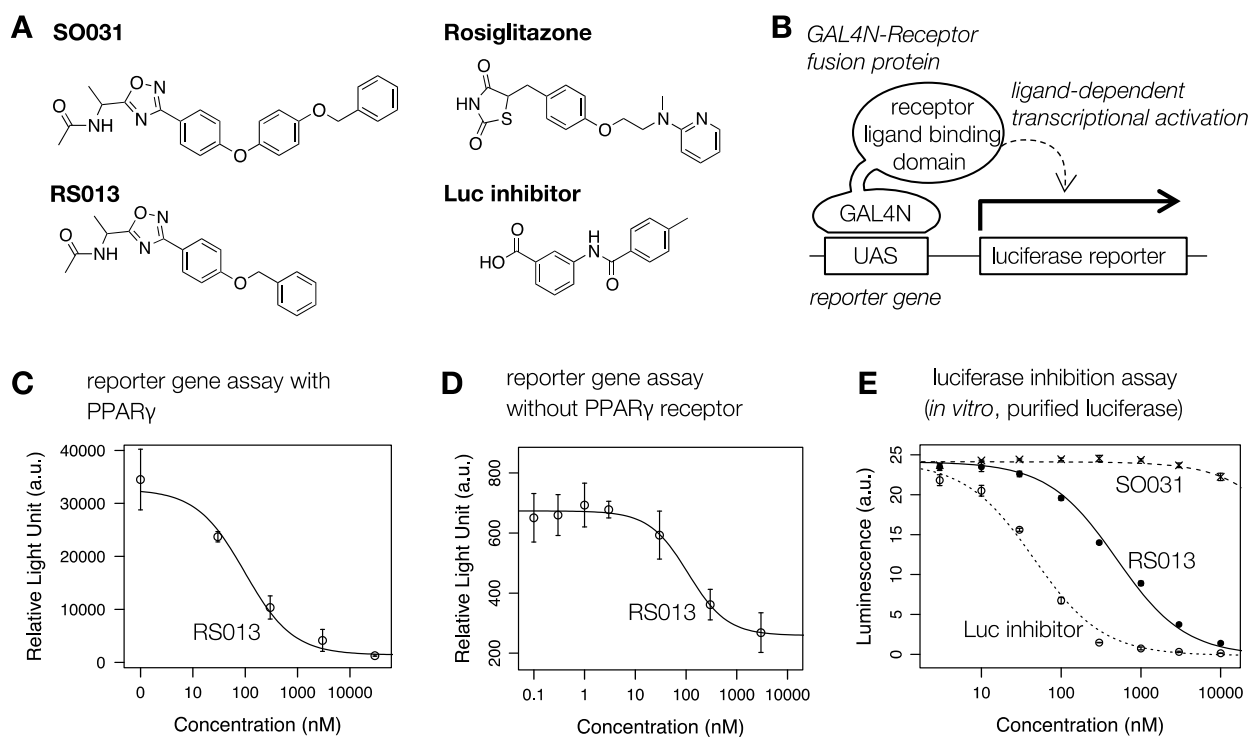 A
SO031
Rosiglitazone
B
GAL4N-Receptor
fusion protein
O
N
O
N
NH
O
O
O
O
HN
S
O
O
N
N
receptor
ligand binding
domain
ligand-dependent
transcriptional activation
RS013
Luc inhibitor
O
N
O
N
NH
O
O
HO
H
N
O
GAL4N
UAS
luciferase reporter
reporter gene
C
reporter gene assay with
PPARγ
D
reporter gene assay
without PPARγ receptor
E
luciferase inhibition assay
(in vitro, purified luciferase)
Relative Light Unit (a.u.)
40000
30000
20000
10000
0
RS013
0
10
100
1000
10000
Concentration (nM)
Relative Light Unit (a.u.)
800
600
400
200
RS013
0.1
1
10
100
1000
10000
Concentration (nM)
Luminescence (a.u.)
25
20
15
10
5
0
SO031
RS013
Luc inhibitor
10
100
1000
10000
Concentration (nM)